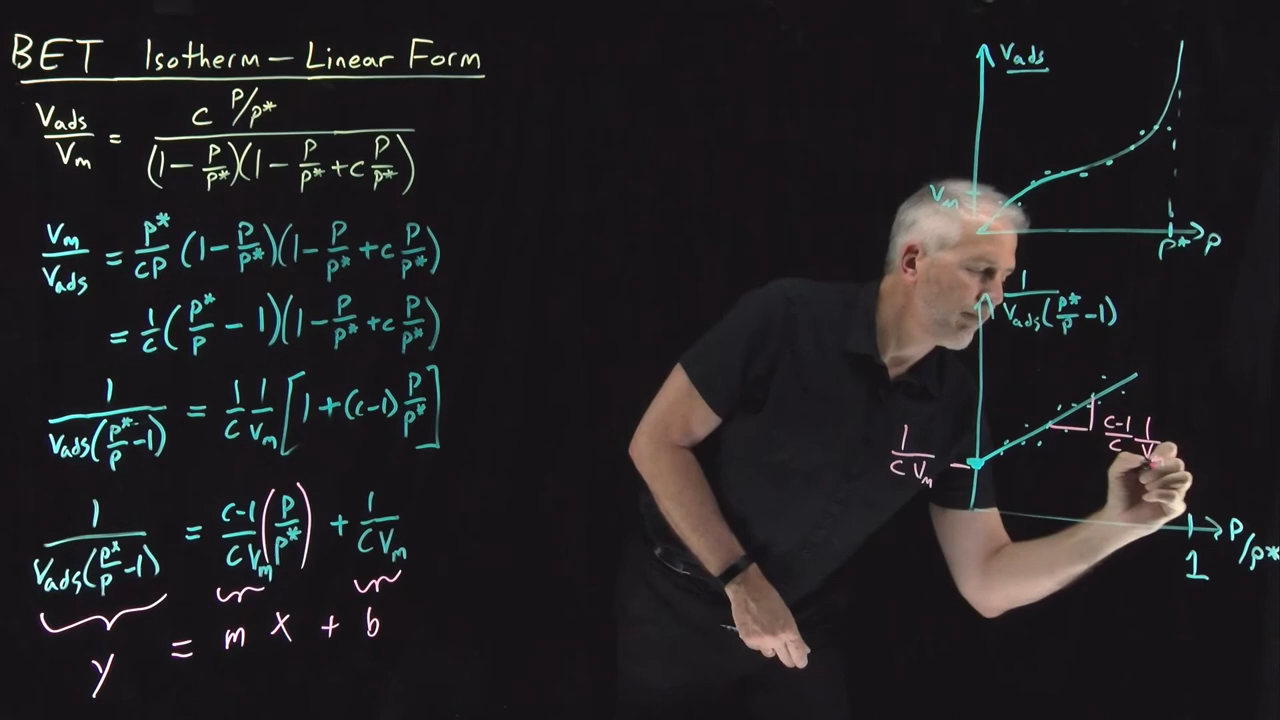 BET Isotherm – Linear Form
Vads/Vm = c P/P* / (1 – P/P*)(1 – P/P* + c P/P*)
Vm/Vads = P*/cP (1 – P/P*)(1 – P/P* + c P/P*)
= 1/c (P*/P – 1)(1 – P/P* + c P/P*)
1/Vads(P*/P – 1) = 1/c 1/Vm [1 + (c-1) P/P*]
1/Vads(P*/P – 1) = c-1/cVm (P/P*) + 1/cVm
y = m x + b
Vads
Vm
P*
P
1/Vads(P*/P – 1)
1/cVm
c-1/c 1/Vm
1
P/P*